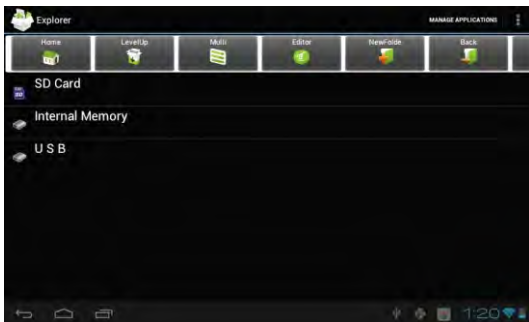 Explorer
MANAGE APPLICATIONS
Home LevelUp Multi Editor NewFolde Back
SD Card
Internal Memory
U S B
1:20